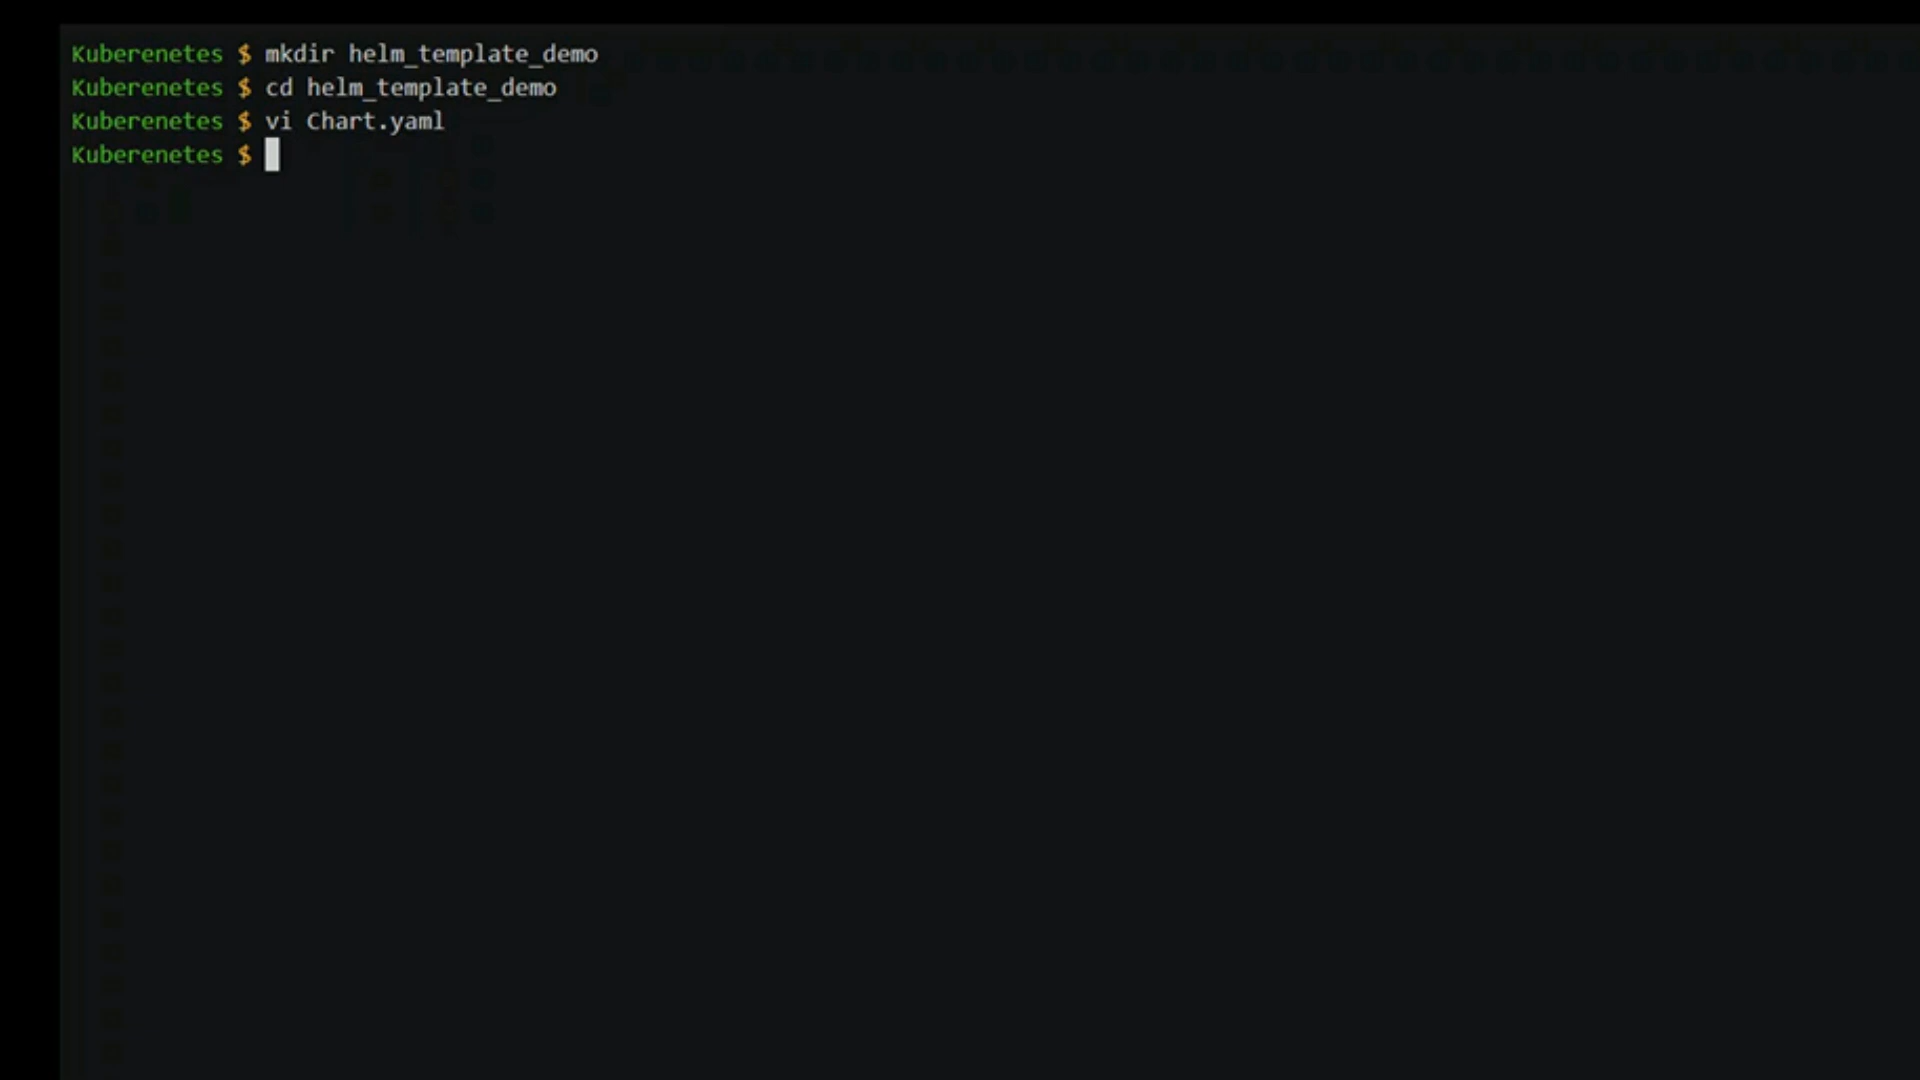 Kuberenetes $ mkdir helm_template_demo
Kuberenetes $ cd helm_template_demo
Kuberenetes $ vi Chart.yaml
Kuberenetes $